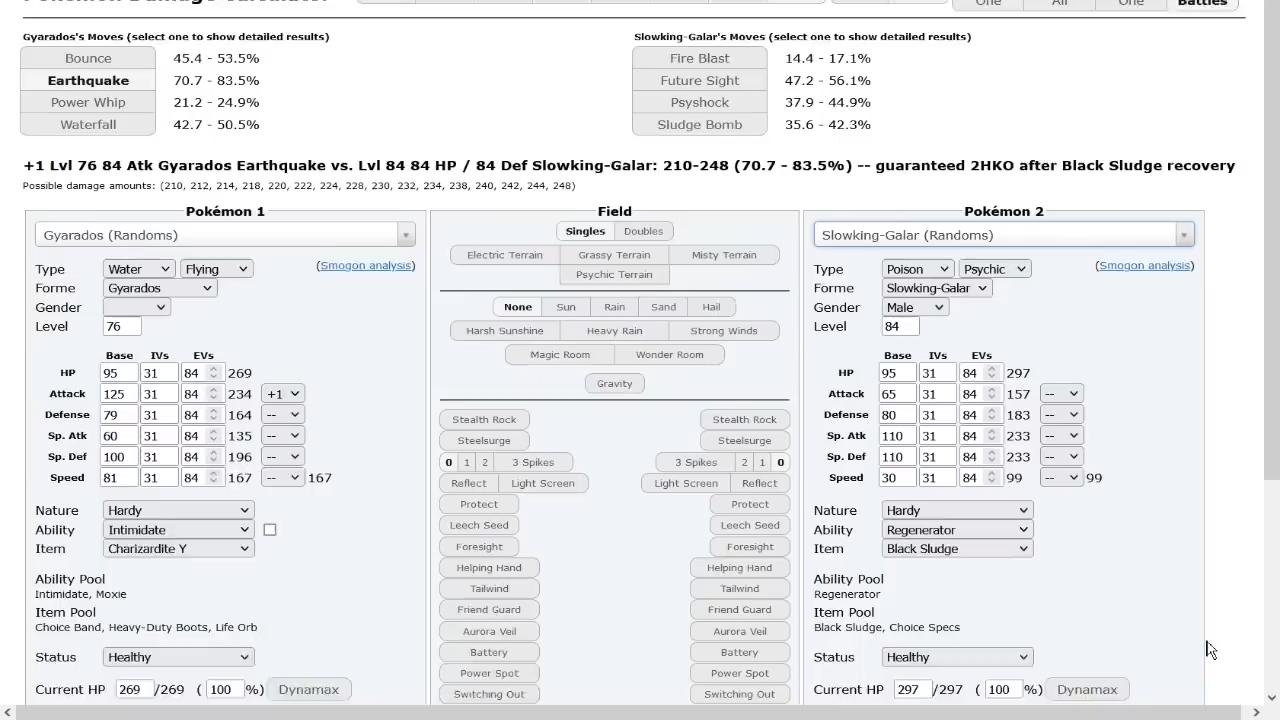 One All One Battles
Gyarados's Moves (select one to show detailed results) Slowking-Galar's Moves (select one to show detailed results)
Bounce 45.4 - 53.5% Fire Blast 14.4 - 17.1%
Earthquake 70.7 - 83.5% Future Sight 47.2 - 56.1%
Power Whip 21.2 - 24.9% Psyshock 37.9 - 44.9%
Waterfall 42.7 - 50.5% Sludge Bomb 35.6 - 42.3%
+1 Lvl 76 84 Atk Gyarados Earthquake vs. Lvl 84 84 HP / 84 Def Slowking-Galar: 210-248 (70.7 - 83.5%) -- guaranteed 2HKO after Black Sludge recovery
Possible damage amounts: (210, 212, 214, 218, 220, 222, 224, 228, 230, 232, 234, 238, 240, 242, 244, 248)
Pokémon 1 Field Pokémon 2
Gyarados (Randoms) Singles Doubles Slowking-Galar (Randoms)
Electric Terrain Grassy Terrain Misty Terrain
Type Water Flying (Smogon analysis) Psychic Terrain Type Poison Psychic (Smogon analysis)
Forme Gyarados Forme Slowking-Galar
Gender None Sun Rain Sand Hail Gender Male
Level 76 Harsh Sunshine Heavy Rain Strong Winds Level 84
Base IVs EVs Magic Room Wonder Room Base IVs EVs
HP 95 31 84 269 Gravity HP 95 31 84 297
Attack 125 31 84 234 +1 Attack 65 31 84 157 --
Defense 79 31 84 164 -- Stealth Rock Stealth Rock Defense 80 31 84 183 --
Sp. Atk 60 31 84 135 -- Steelsurge Steelsurge Sp. Atk 110 31 84 233 --
Sp. Def 100 31 84 196 -- 0 1 2 3 Spikes 3 Spikes 2 1 0 Sp. Def 110 31 84 233 --
Speed 81 31 84 167 -- 167 Reflect Light Screen Light Screen Reflect Speed 30 31 84 99 -- 99
Protect Protect
Nature Hardy Leech Seed Leech Seed Nature Hardy
Ability Intimidate Foresight Foresight Ability Regenerator
Item Charizardite Y Helping Hand Helping Hand Item Black Sludge
Ability Pool Tailwind Tailwind Ability Pool
Intimidate, Moxie Regenerator
Item Pool Friend Guard Friend Guard Item Pool
Choice Band, Heavy-Duty Boots, Life Orb Aurora Veil Aurora Veil Black Sludge, Choice Specs
Status Healthy Battery Battery Status Healthy
Power Spot Power Spot
Current HP 269/269 (100%) Dynamax Switching Out Switching Out Current HP 297/297 (100%) Dynamax